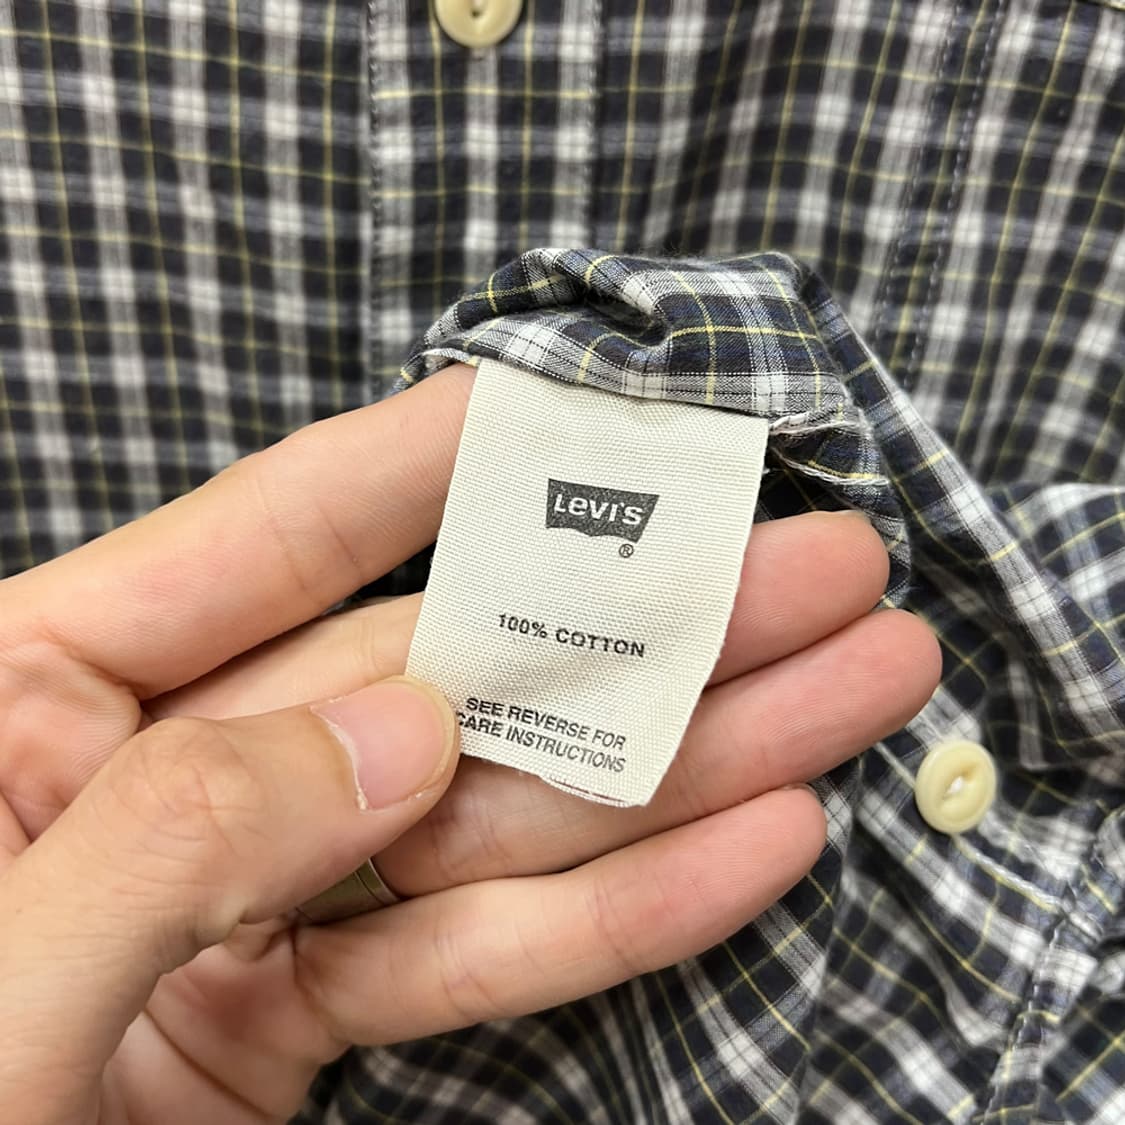 LEVI'S
®
100% COTTON
SEE REVERSE FOR
CARE INSTRUCTIONS